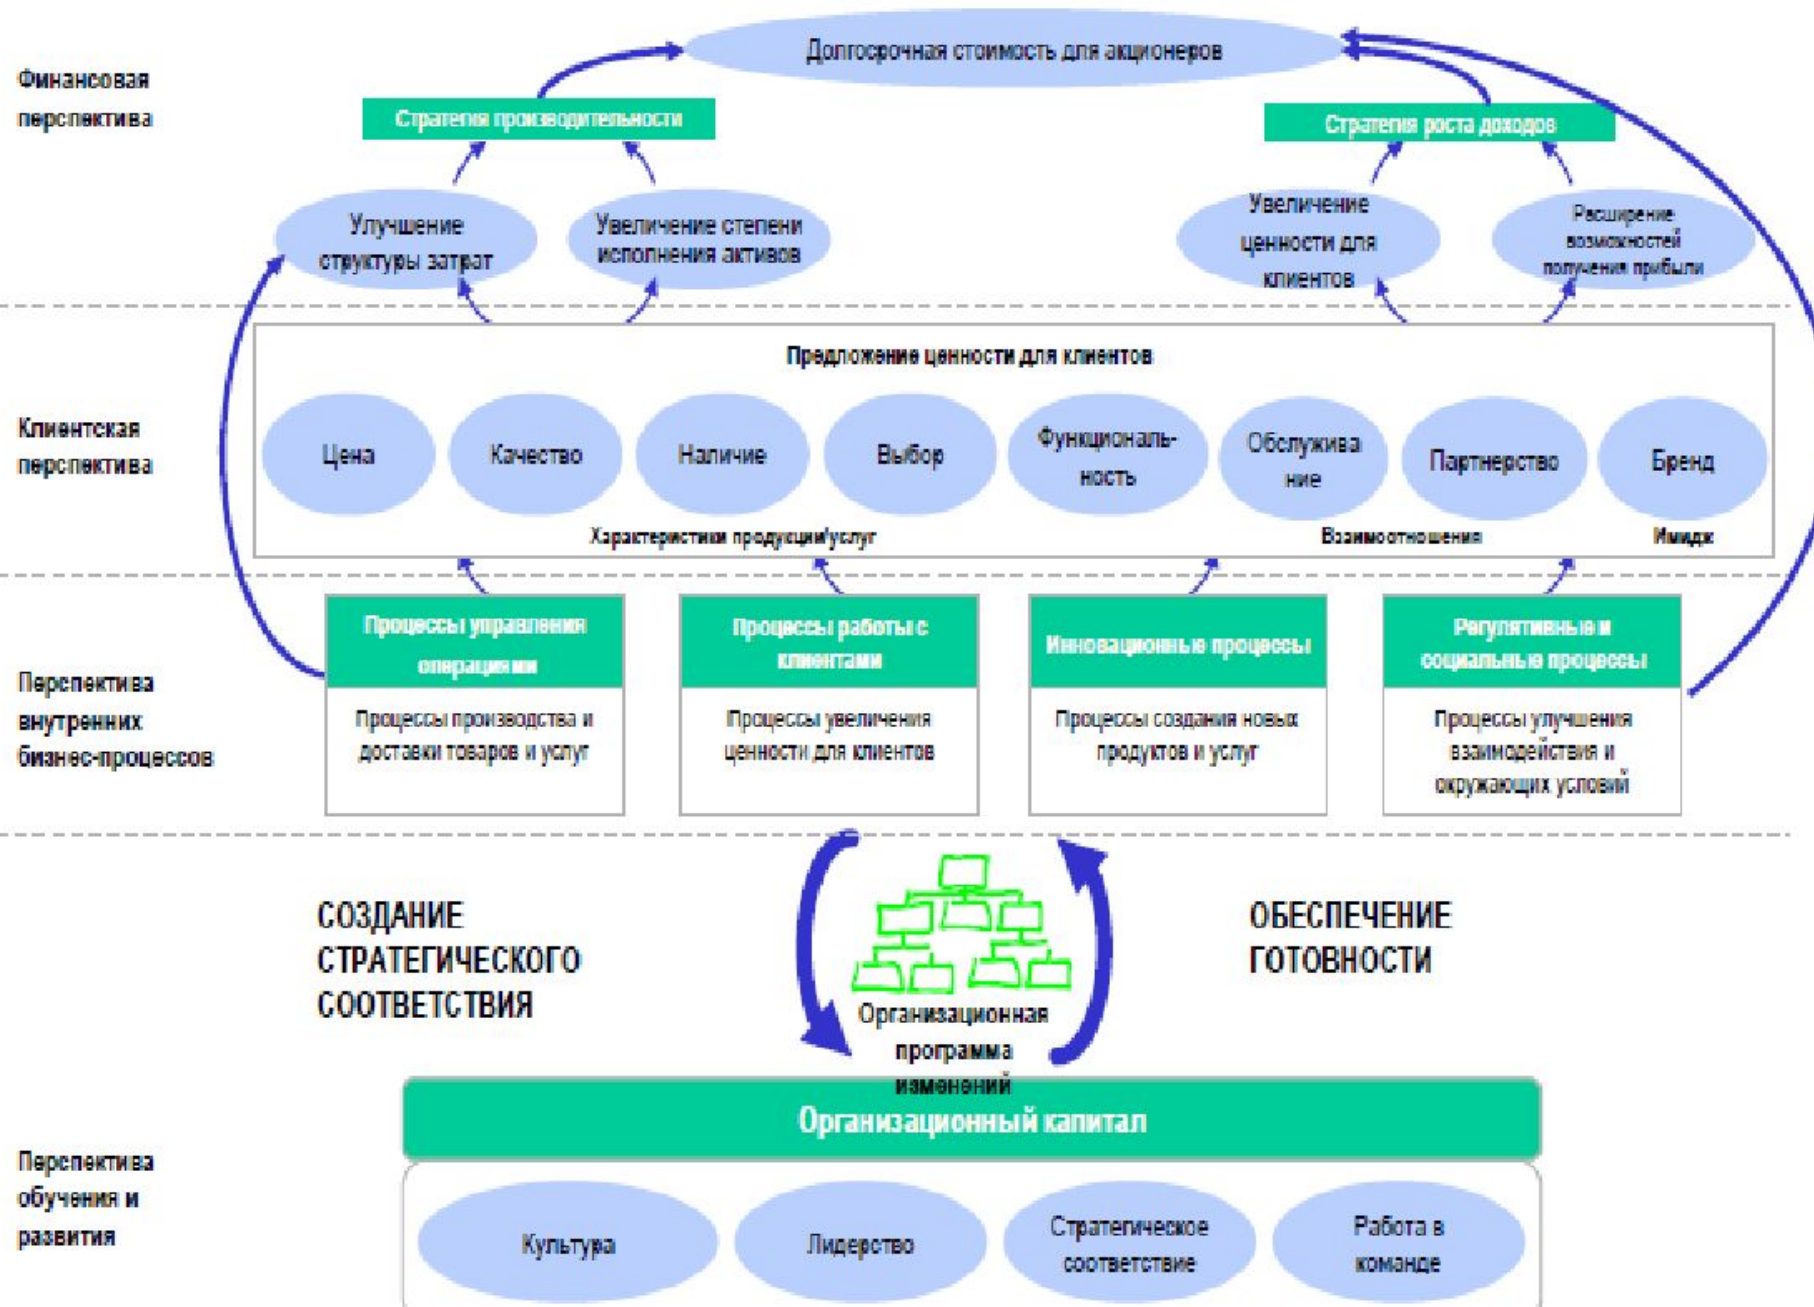 Финансовая
перспектива
Долгосрочная стоимость для акционеров
Стратегия производительности
Стратегия роста доходов
Улучшение
структуры затрат
Увеличение степени
исполнения активов
Увеличение
ценности для
клиентов
Расширение
возможностей
получения прибыли
Клиентская
перспектива
Предложение ценности для клиентов
Цена
Качество
Наличие
Выбор
Функциональ-
ность
Обслужива
ние
Партнерство
Бренд
Характеристики продукции/услуг
Взаимоотношения
Имидж
Перспектива
внутренних
бизнес-процессов
Процессы управления
операциями
Процессы производства и
доставки товаров и услуг
Процессы работы с
клиентами
Процессы увеличения
ценности для клиентов
Инновационные процессы
Процессы создания новых
продуктов и услуг
Регулятивные и
социальные процессы
Процессы улучшения
взаимодействия и
окружающих условий
СОЗДАНИЕ
СТРАТЕГИЧЕСКОГО
СООТВЕТСТВИЯ
Организационная
программа
изменений
ОБЕСПЕЧЕНИЕ
ГОТОВНОСТИ
Перспектива
обучения и
развития
Организационный капитал
Культура
Лидерство
Стратегическое
соответствие
Работа в
команде